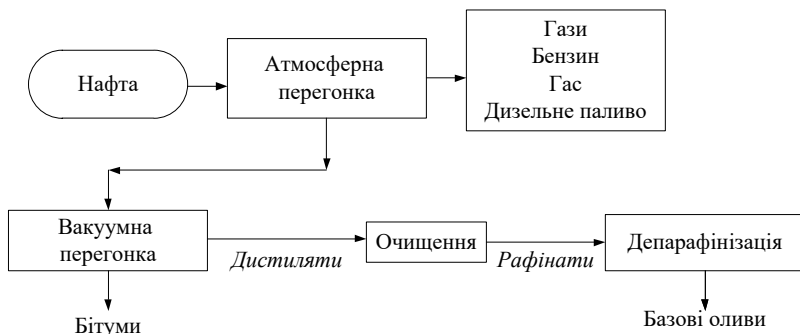 Нафта
Атмосферна
перегонка
Гази
Бензин
Гас
Дизельне паливо
Вакуумна
перегонка
Дистиляти
Очищення
Рафінати
Депарафінізація
Бітуми
Базові оливи